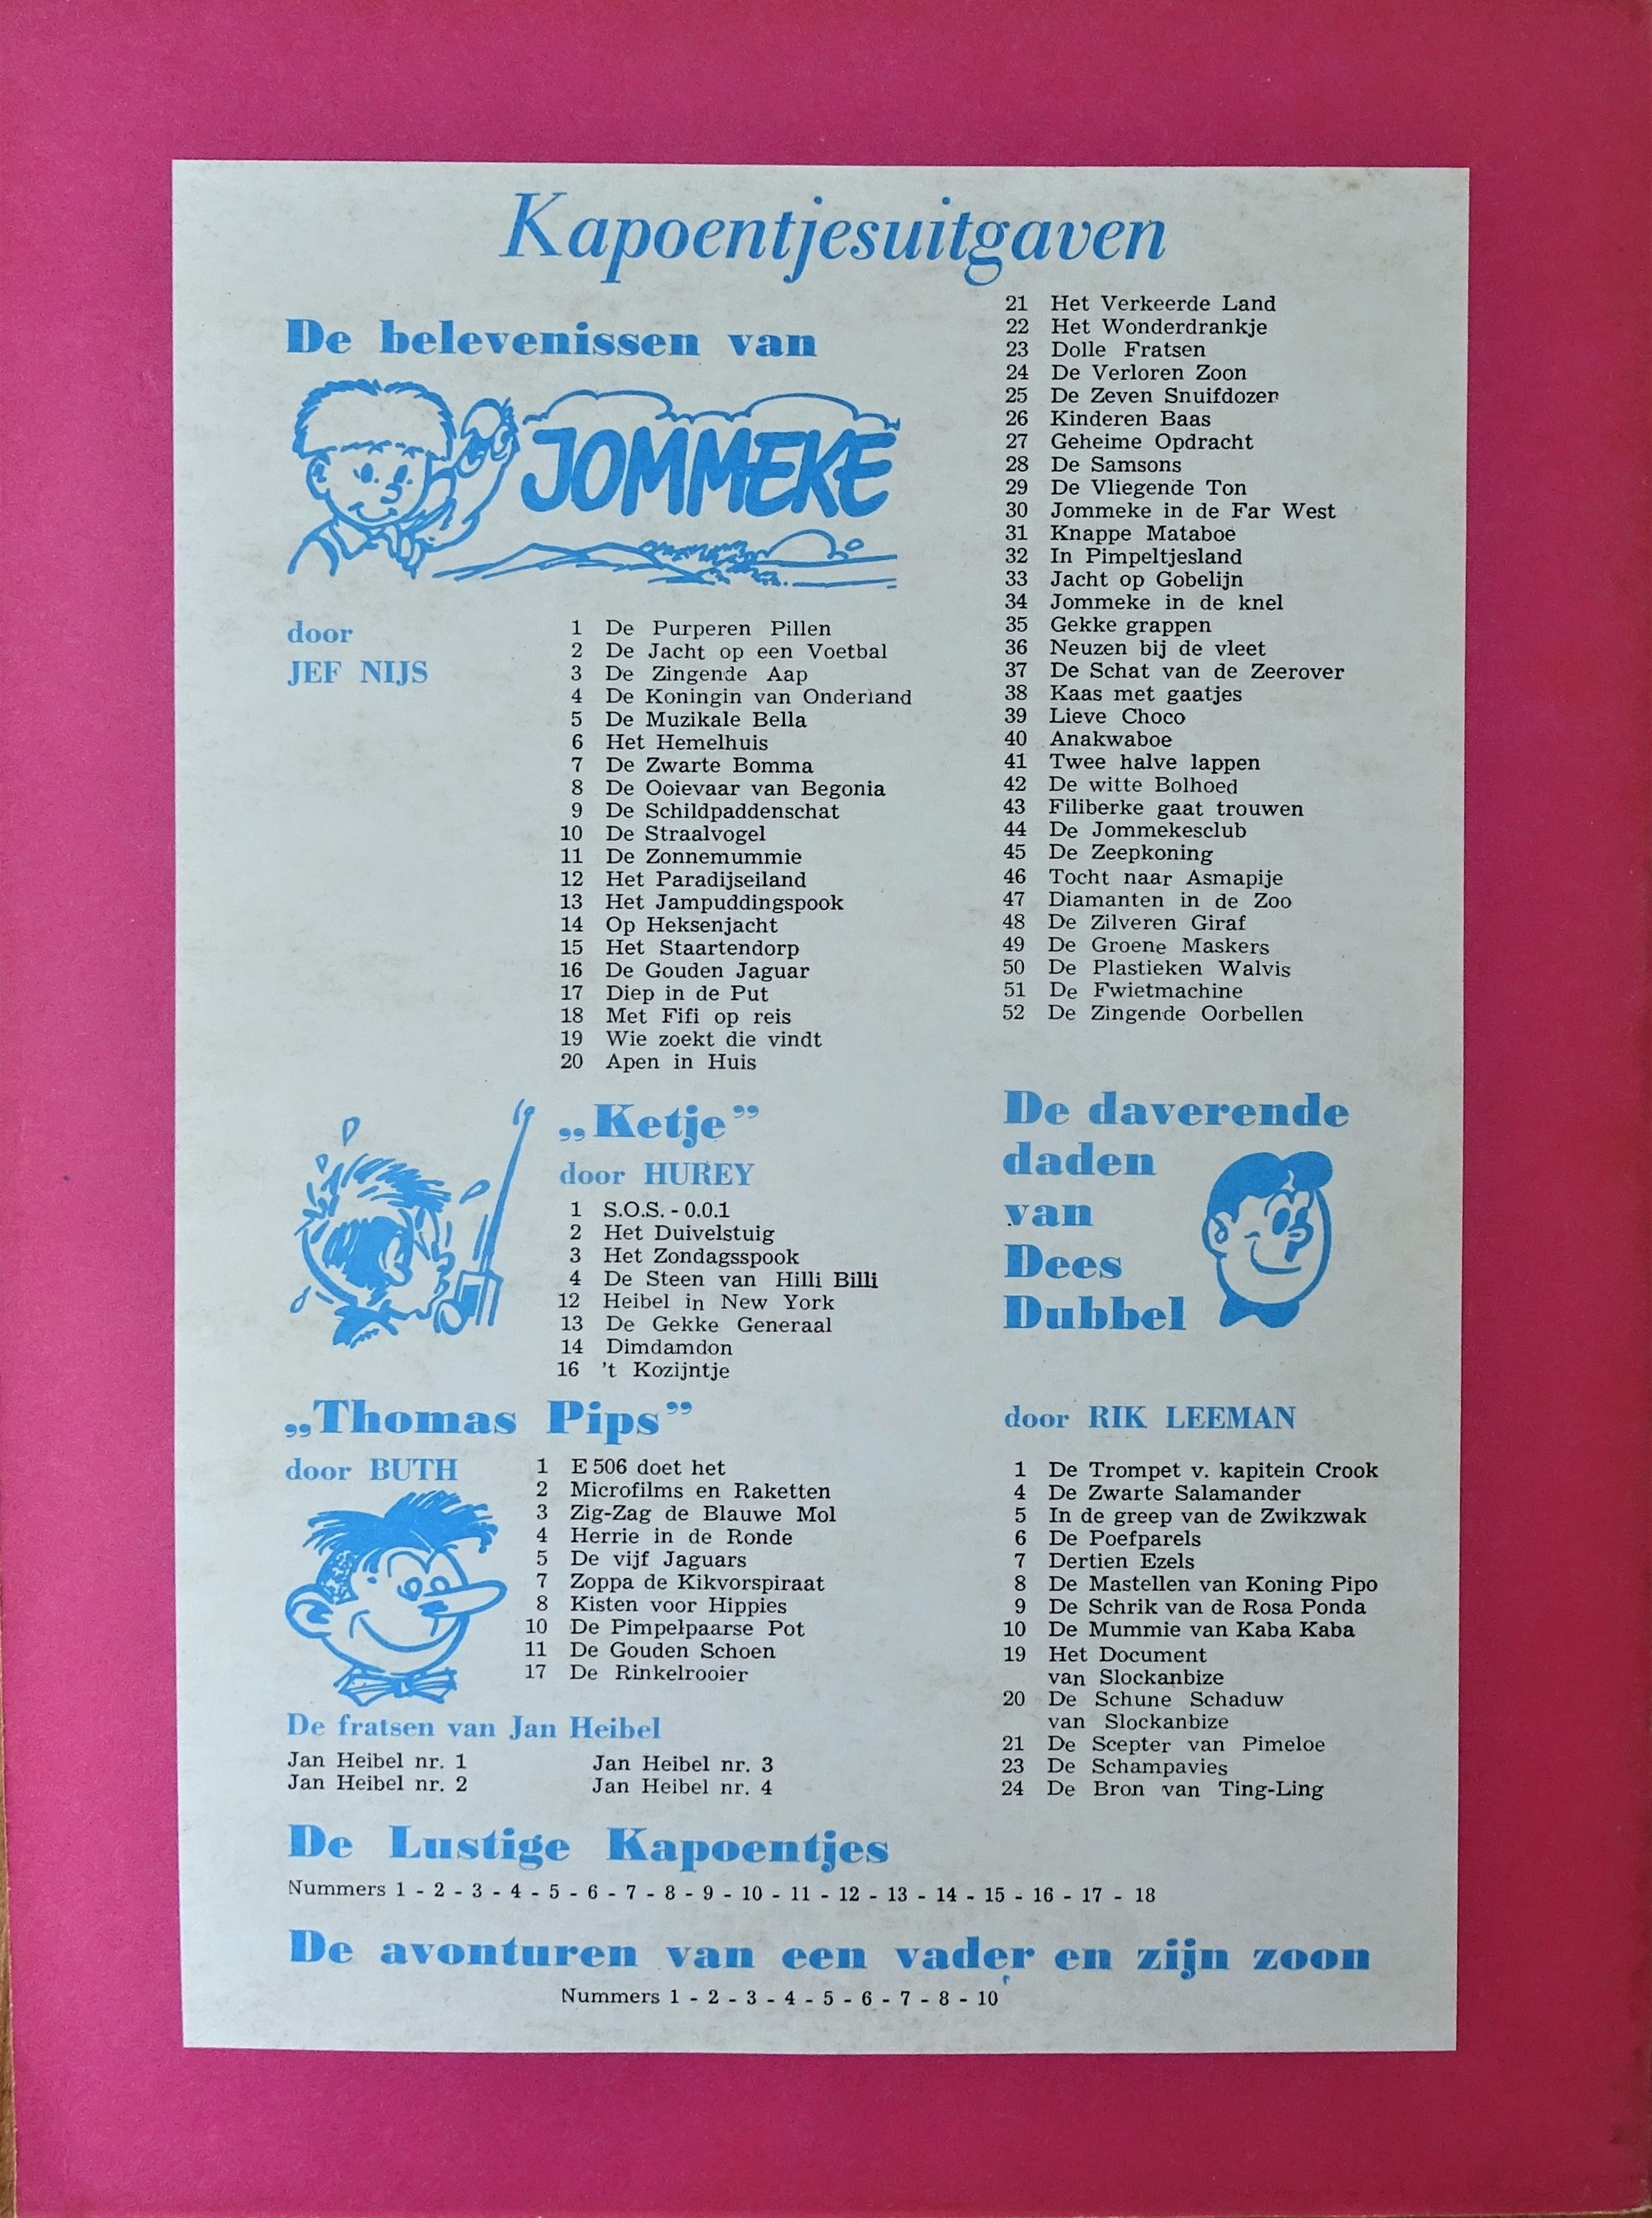 Kapoentjesuitgaven
De belevenissen van
JOMMEKE
door
JEF NIJS
1 De Purperen Pillen
2 De Jacht op een Voetbal
3 De Zingende Aap
4 De Koningin van Onderland
5 De Muzikale Bella
6 Het Hemelhuis
7 De Zwarte Bomma
8 De Ooievaar van Begonia
9 De Schildpaddenschat
10 De Straalvogel
11 De Zonnemummie
12 Het Paradijseiland
13 Het Jampuddingspook
14 Op Heksenjacht
15 Het Staartendorp
16 De Gouden Jaguar
17 Diep in de Put
18 Met Fifi op reis
19 Wie zoekt die vindt
20 Apen in Huis
21 Het Verkeerde Land
22 Het Wonderdrankje
23 Dolle Fratsen
24 De Verloren Zoon
25 De Zeven Snuifdozen
26 Kinderen Baas
27 Geheime Opdracht
28 De Samsons
29 De Vliegende Ton
30 Jommeke in de Far West
31 Knappe Mataboe
32 In Pimpeltjesland
33 Jacht op Gobelijn
34 Jommeke in de knel
35 Gekke grappen
36 Neuzen bij de vleet
37 De Schat van de Zeerover
38 Kaas met gaatjes
39 Lieve Choco
40 Anakwaboe
41 Twee halve lappen
42 De witte Bolhoed
43 Filiberke gaat trouwen
44 De Jommekesclub
45 De Zeepkoning
46 Tocht naar Asmapije
47 Diamanten in de Zoo
48 De Zilveren Giraf
49 De Groene Maskers
50 De Plastieken Walvis
51 De Fwietmachine
52 De Zingende Oorbellen
„Ketje”
door HUREY
1 S.O.S. - 0.0.1
2 Het Duivelstuig
3 Het Zondagsspook
4 De Steen van Hilli Billi
12 Heibel in New York
13 De Gekke Generaal
14 Dimdamdon
16 't Kozijntje
„Thomas Pips”
door BUTH
1 E 506 doet het
2 Microfilms en Raketten
3 Zig-Zag de Blauwe Mol
4 Herrie in de Ronde
5 De vijf Jaguars
7 Zoppa de Kikvorspiraat
8 Kisten voor Hippies
10 De Pimpelpaarse Pot
11 De Gouden Schoen
17 De Rinkelrooier
De fratsen van Jan Heibel
Jan Heibel nr. 1 Jan Heibel nr. 3
Jan Heibel nr. 2 Jan Heibel nr. 4
De daverende
daden
van
Dees
Dubbel
door RIK LEEMAN
1 De Trompet v. kapitein Crook
4 De Zwarte Salamander
5 In de greep van de Zwikzwak
6 De Poefparels
7 Dertien Ezels
8 De Mastellen van Koning Pipo
9 De Schrik van de Rosa Ponda
10 De Mummie van Kaba Kaba
19 Het Document
van Slockanbize
20 De Schune Schaduw
van Slockanbize
21 De Scepter van Pimeloe
23 De Schampavies
24 De Bron van Ting-Ling
De Lustige Kapoentjes
Nummers 1 - 2 - 3 - 4 - 5 - 6 - 7 - 8 - 9 - 10 - 11 - 12 - 13 - 14 - 15 - 16 - 17 - 18
De avonturen van een vader en zijn zoon
Nummers 1 - 2 - 3 - 4 - 5 - 6 - 7 - 8 - 10